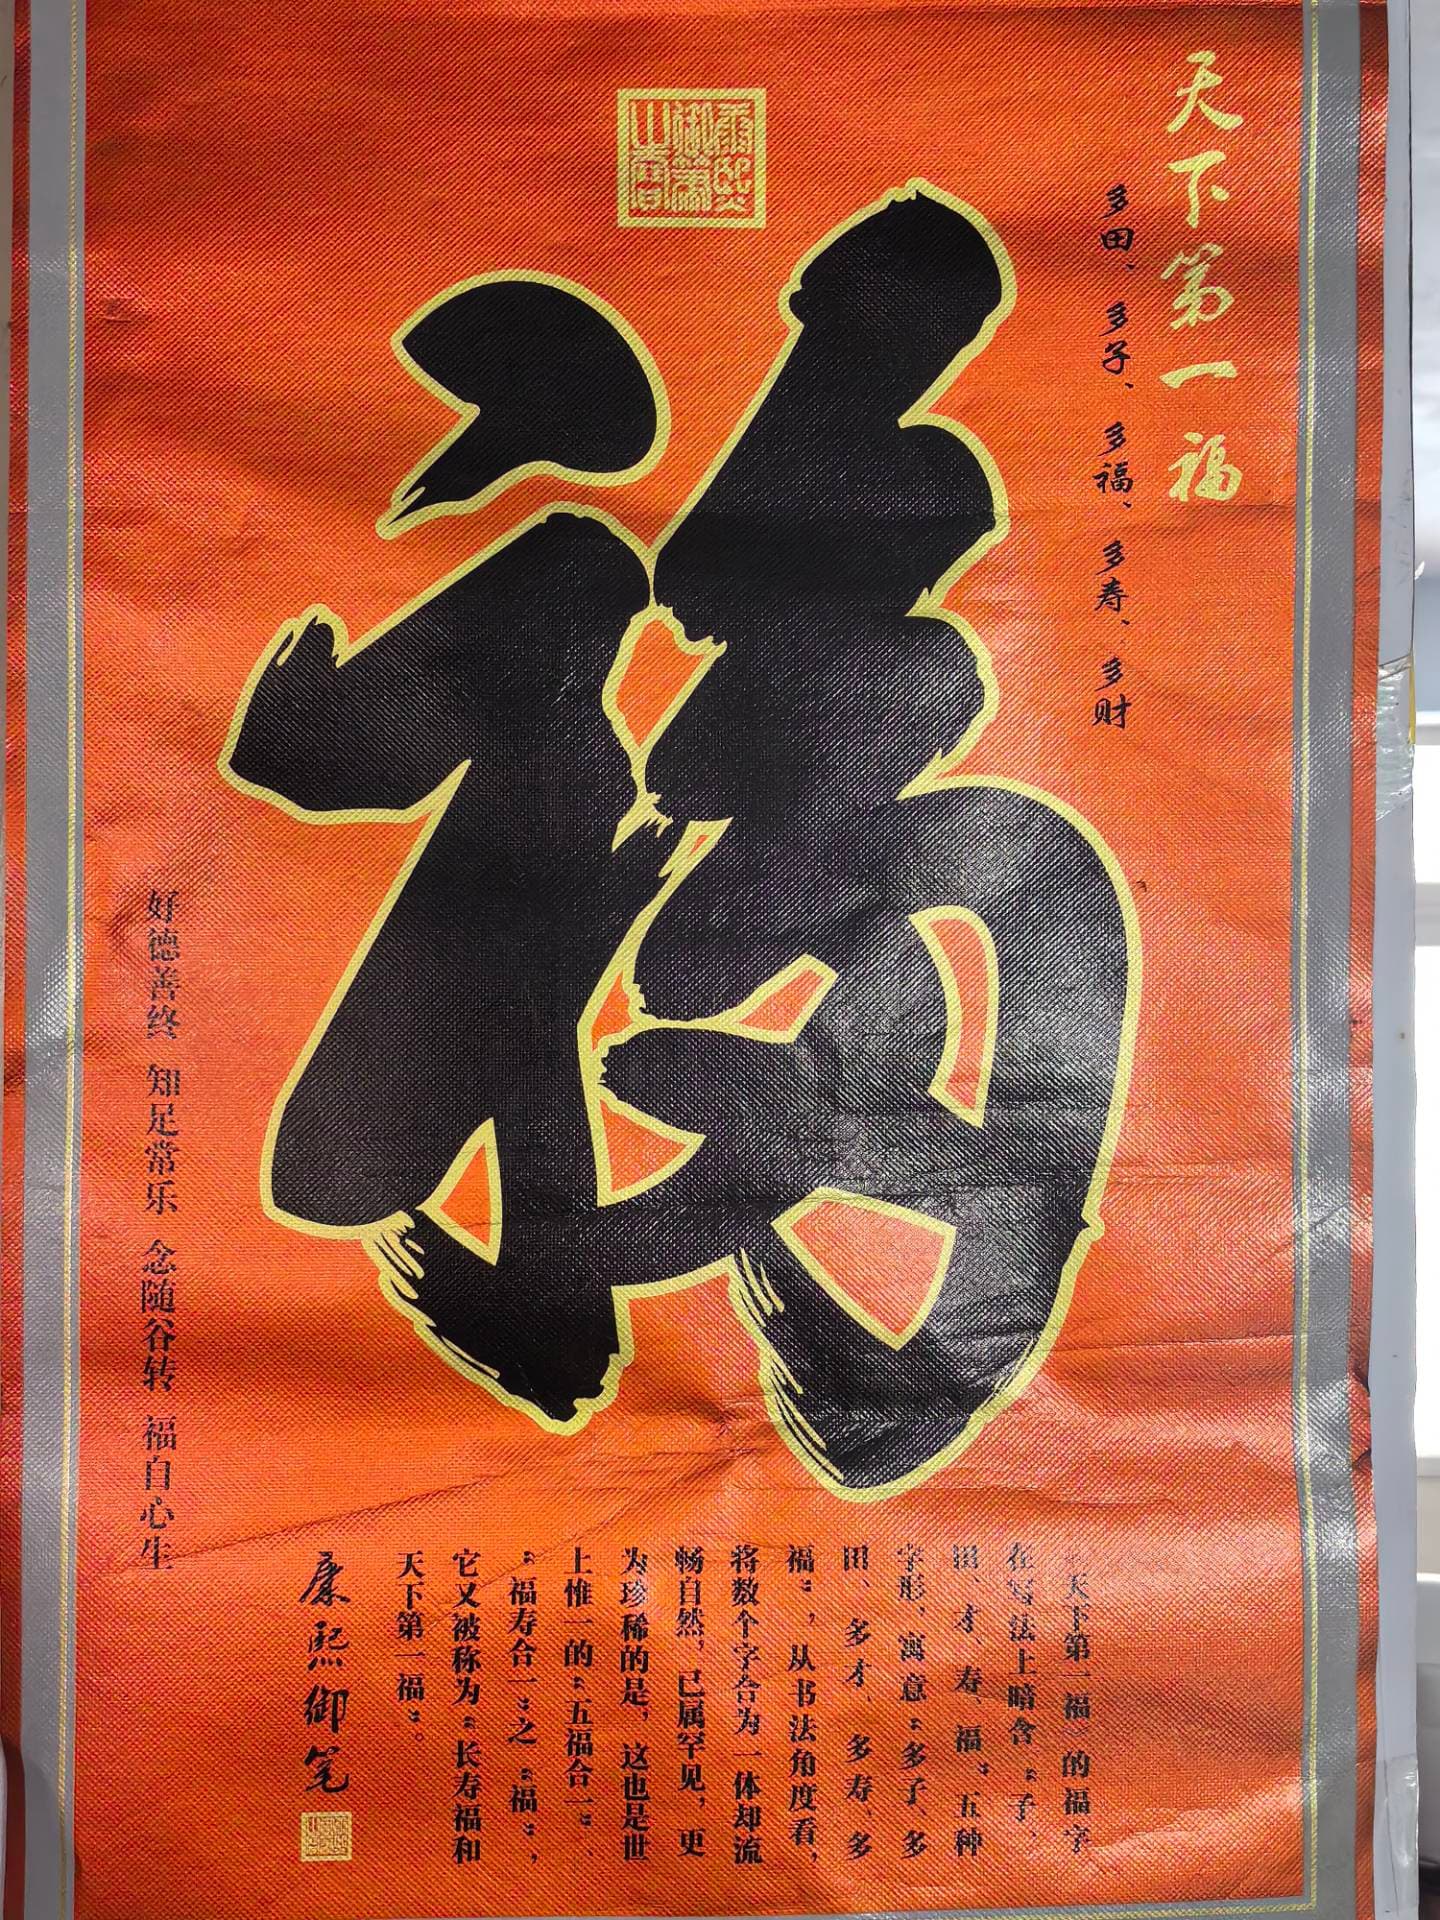 天下第一福
多田、多子、多福、多寿、多财
康熙御笔之宝
福
《天下第一福》的福字
在写法上暗含“子、
田、才、寿、福”五种
字形，寓意“多子、多
田、多才、多寿、多
福”，从书法角度看，
将数个字合为一体却流
畅自然，已属罕见，更
为珍稀的是，这也是世
上惟一的“五福合一”、
“福寿合一”之“福”，
它又被称为“长寿福和
天下第一福”。
康熙御笔
好德善终 知足常乐 念随谷转 福自心生